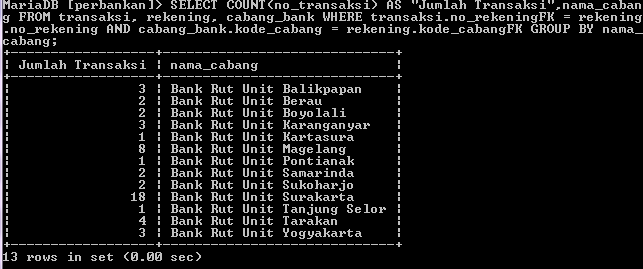 MariaDB [perbankan]> SELECT COUNT(no_transaksi) AS "Jumlah Transaksi",nama_caban
g FROM transaksi, rekening, cabang_bank WHERE transaksi.no_rekeningFK = rekening
.no_rekening AND cabang_bank.kode_cabang = rekening.kode_cabangFK GROUP BY nama_
cabang;
+------------------+-------------------------+
| Jumlah Transaksi | nama_cabang             |
+------------------+-------------------------+
|                3 | Bank Rut Unit Balikpapan |
|                2 | Bank Rut Unit Berau |
|                2 | Bank Rut Unit Boyolali |
|                3 | Bank Rut Unit Karanganyar |
|                1 | Bank Rut Unit Kartasura |
|                8 | Bank Rut Unit Magelang |
|                1 | Bank Rut Unit Pontianak |
|                2 | Bank Rut Unit Samarinda |
|                2 | Bank Rut Unit Sukoharjo |
|               18 | Bank Rut Unit Surakarta |
|                1 | Bank Rut Unit Tanjung Selor |
|                4 | Bank Rut Unit Tarakan |
|                3 | Bank Rut Unit Yogyakarta |
+------------------+-------------------------+
13 rows in set (0.00 sec)